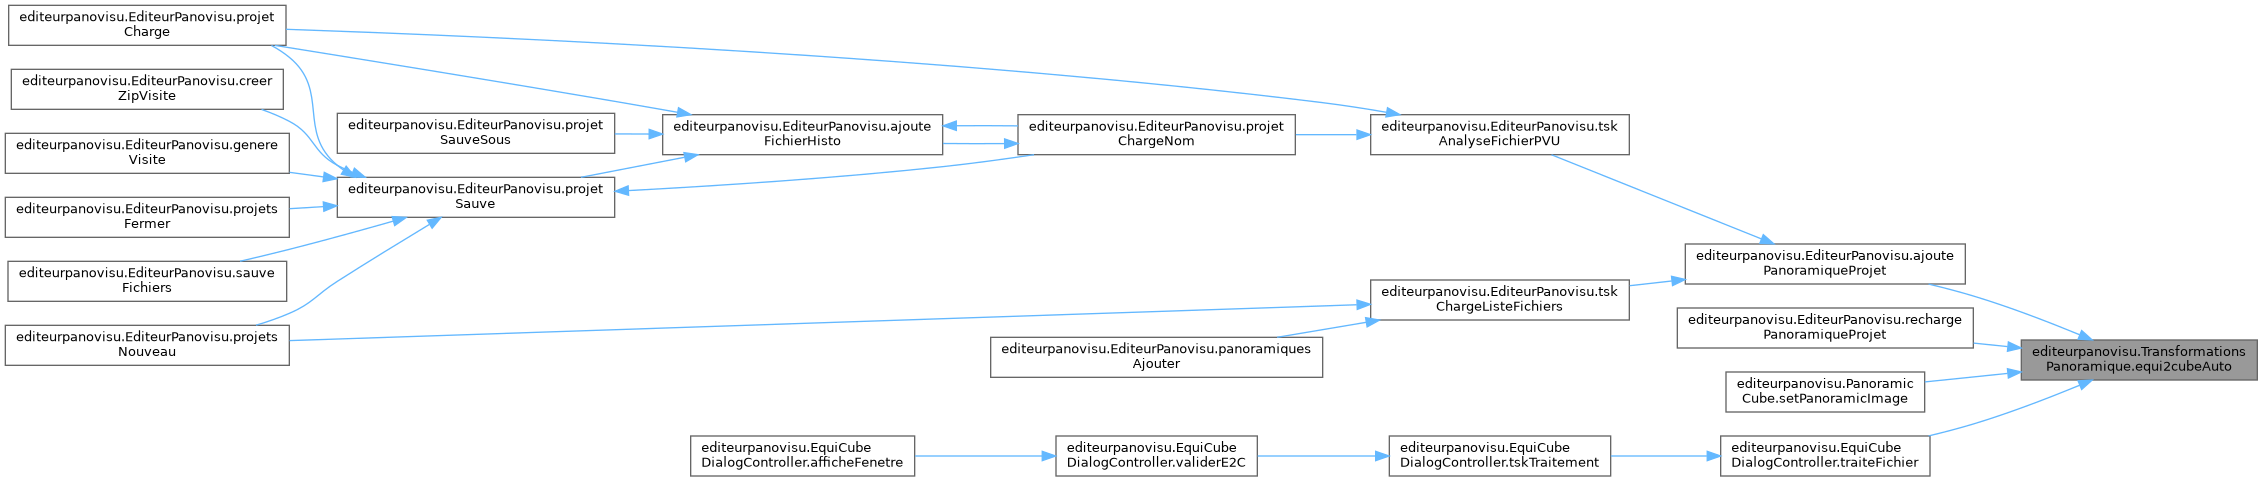 editeurpanovisu.EditeurPanovisu.projet
Charge
editeurpanovisu.EditeurPanovisu.creer
ZipVisite
editeurpanovisu.EditeurPanovisu.genere
Visite
editeurpanovisu.EditeurPanovisu.projets
Fermer
editeurpanovisu.EditeurPanovisu.sauve
Fichiers
editeurpanovisu.EditeurPanovisu.projets
Nouveau
editeurpanovisu.EditeurPanovisu.projet
SauveSous
editeurpanovisu.EditeurPanovisu.projet
Sauve
editeurpanovisu.EditeurPanovisu.ajoute
FichierHisto
editeurpanovisu.EditeurPanovisu.projet
ChargeNom
editeurpanovisu.EditeurPanovisu.panoramiques
Ajouter
editeurpanovisu.EditeurPanovisu.tsk
AnalyseFichierPVU
editeurpanovisu.EditeurPanovisu.tsk
ChargeListeFichiers
editeurpanovisu.EditeurPanovisu.ajoute
PanoramiqueProjet
editeurpanovisu.EditeurPanovisu.recharge
PanoramiqueProjet
editeurpanovisu.Panoramic
Cube.setPanoramicImage
editeurpanovisu.Transformations
Panoramique.equi2cubeAuto
editeurpanovisu.EquiCube
DialogController.afficheFenetre
editeurpanovisu.EquiCube
DialogController.validerE2C
editeurpanovisu.EquiCube
DialogController.tskTraitement
editeurpanovisu.EquiCube
DialogController.traiteFichier